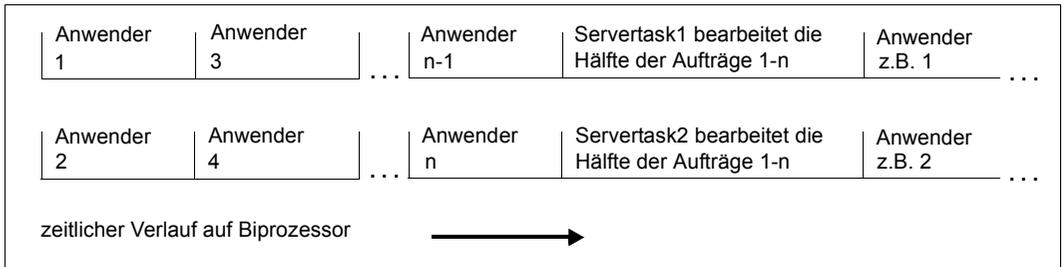 Anwender 1
Anwender 3
. . .
Anwender n-1
Servertask1 bearbeitet die
Hälfte der Aufträge 1-n
Anwender z.B. 1
. . .
Anwender 2
Anwender 4
. . .
Anwender n
Servertask2 bearbeitet die
Hälfte der Aufträge 1-n
Anwender z.B. 2
. . .
zeitlicher Verlauf auf Biprozessor